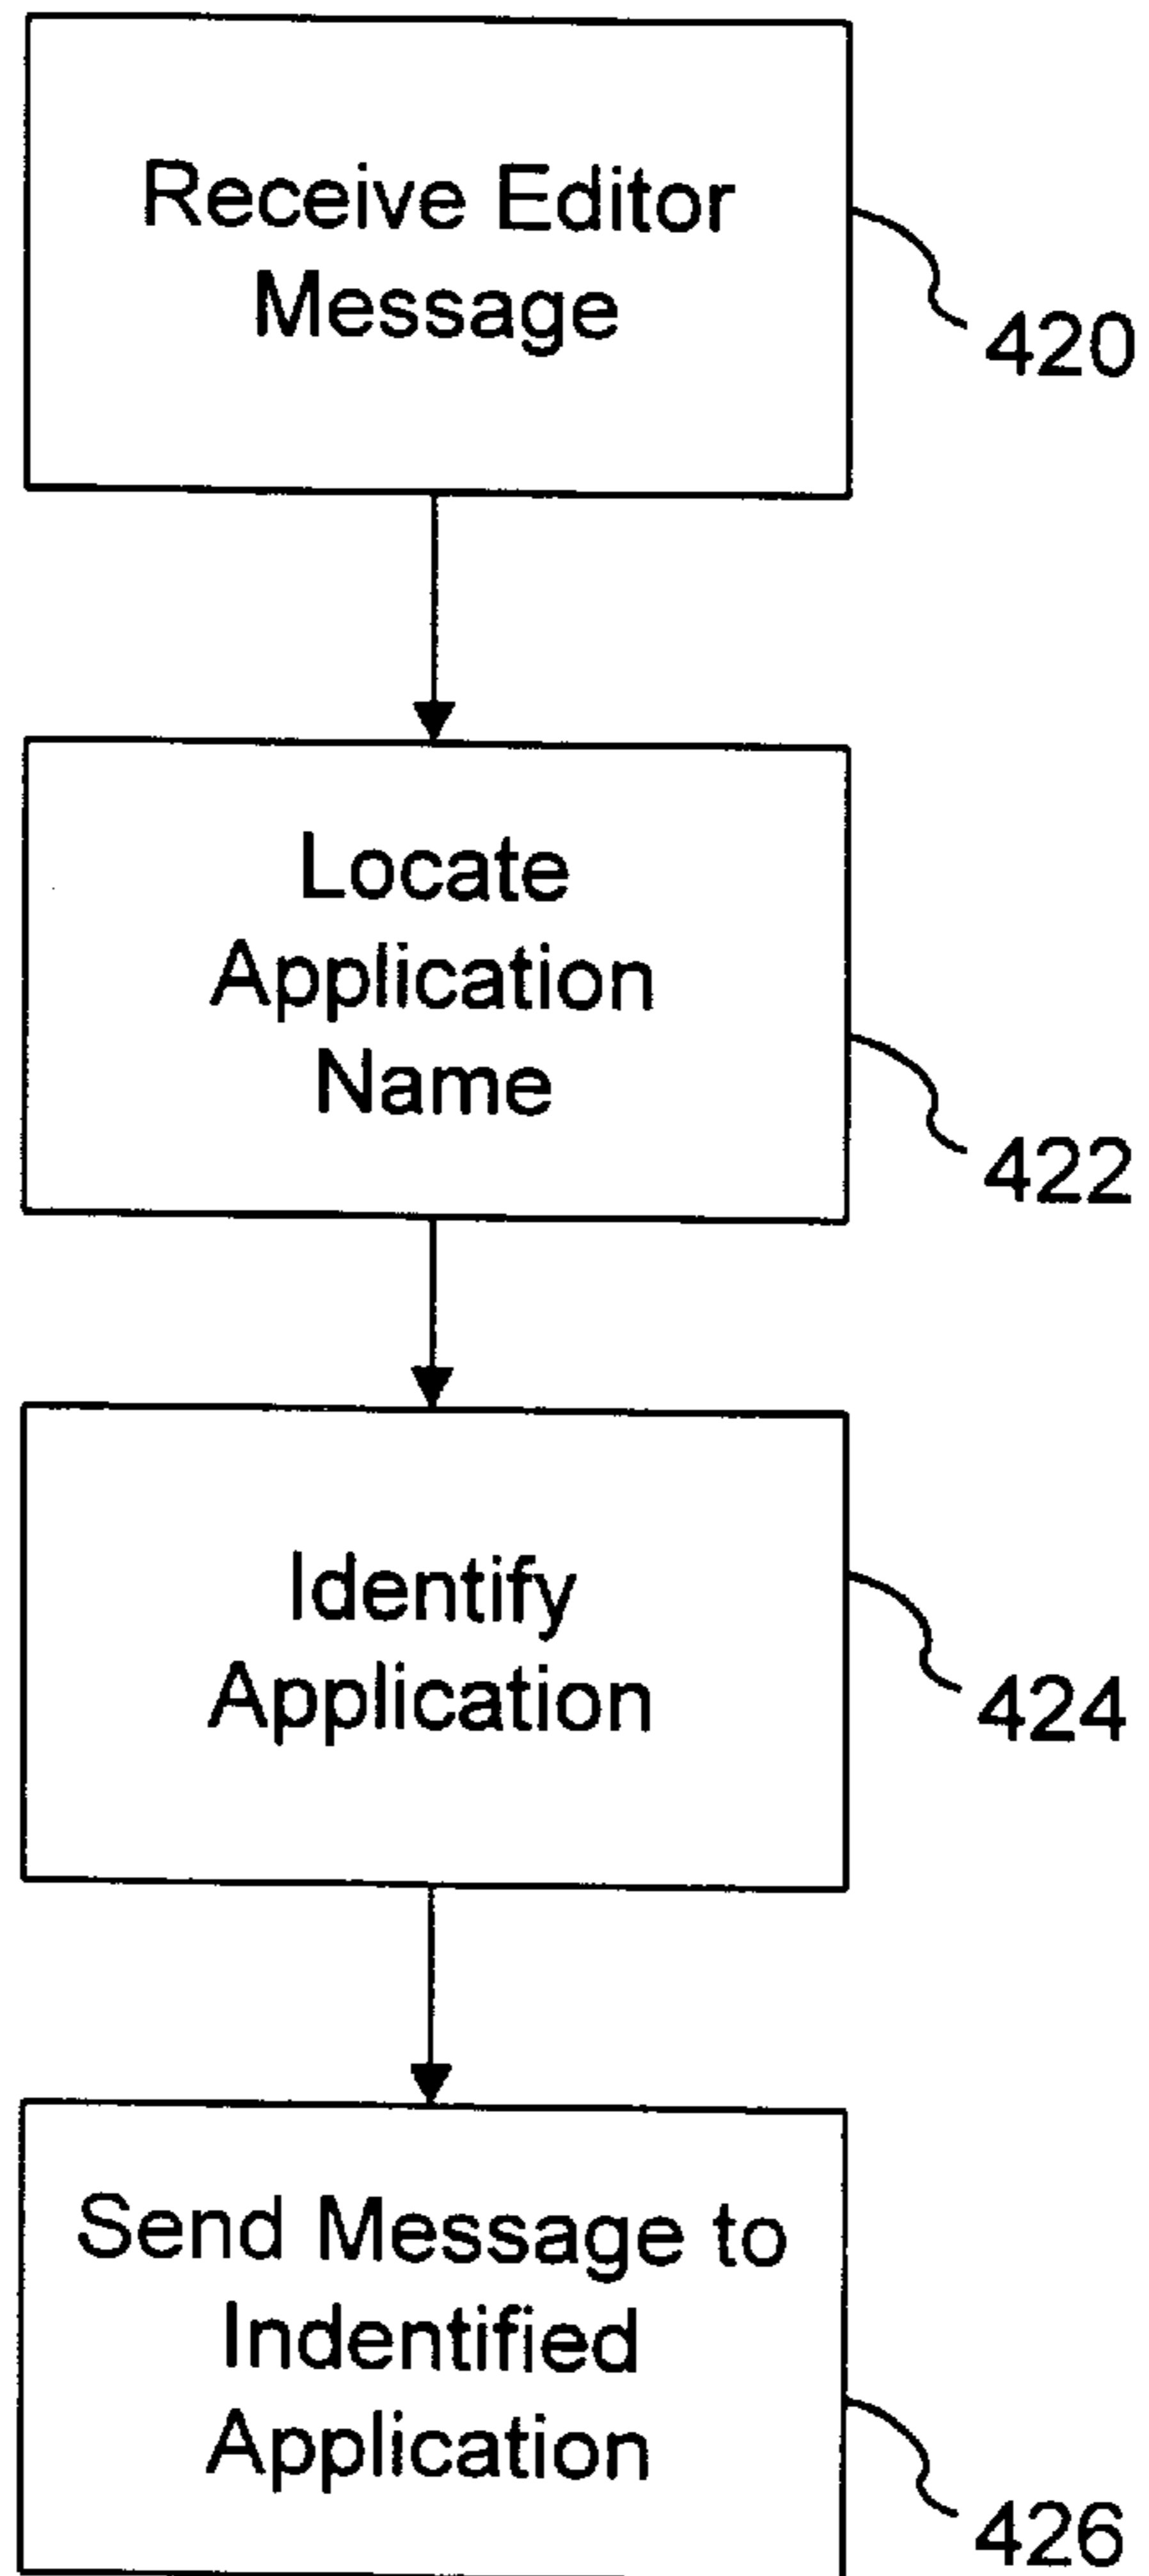 Receive Editor
Message
420
Locate
Application
Name
422
Identify
Application
424
Send Message to
Indentified
Application
426